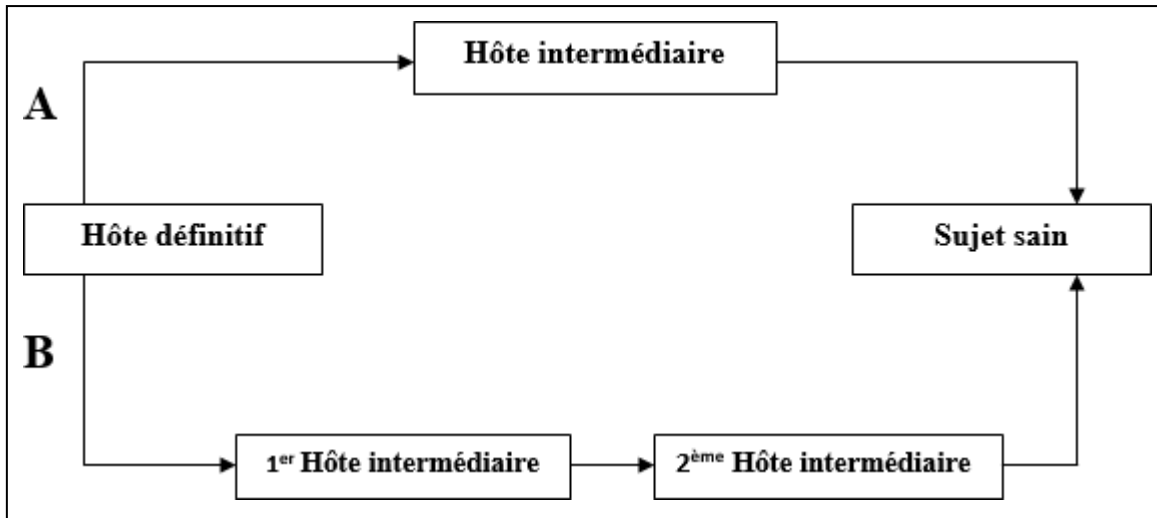 Hôte intermédiaire
A
Hôte définitif
Sujet sain
B
1er Hôte intermédiaire
2ème Hôte intermédiaire